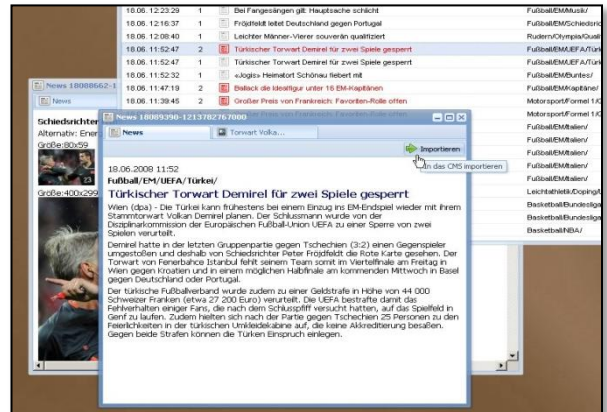 18.06. 12:23:29 1 Bei Fangesängen gilt: Hauptsache schlicht Fußball/EM/Musik/
18.06. 12:16:37 1 Fröjdfeldt leitet Deutschland gegen Portugal Fußball/EM/Schiedsric
18.06. 12:08:40 1 Leichter Männer-Vierer souverän qualifiziert Rudern/Olympia/Quali
18.06. 11:52:47 2 Türkischer Torwart Demirel für zwei Spiele gesperrt Fußball/EM/UEFA/Türk
18.06. 11:52:47 1 Türkischer Torwart Demirel für zwei Spiele gesperrt Fußball/EM/UEFA/Türk
18.06. 11:52:32 1 «Jogis» Heimatort Schönau fiebert mit Fußball/EM/Buntes/
18.06. 11:47:19 2 Ballack die Idealfigur unter 16 EM-Kapitänen Fußball/EM/Kapitäne/
18.06. 11:39:45 2 Großer Preis von Frankreich: Favoriten-Rolle offen Motorsport/Formel 1/G
Motorsport/Formel 1/G
Fußball/EM/Italien/
Fußball/EM/Italien/
Fußball/EM/Italien/
Fußball/EM/Italien/
Leichtathletik/Doping/L
Basketball/Bundesliga
Basketball/Bundesliga
Basketball/NBA/
News 18088662-1
News
Schiedsrichter
Alternativ: Ener
Größe:80x59
Größe:400x299
News 18089390-1213782767000
News
Torwart Volka...
Importieren
In das CMS importieren
18.06.2008 11:52
Fußball/EM/UEFA/Türkei/
Türkischer Torwart Demirel für zwei Spiele gesperrt
Wien (dpa) - Die Türkei kann frühestens bei einem Einzug ins EM-Endspiel wieder mit ihrem
Stammtorwart Volkan Demirel planen. Der Schlussmann wurde von der
Disziplinarkommission der Europäischen Fußball-Union UEFA zu einer Sperre von zwei
Spielen verurteilt.
Demirel hatte in der letzten Gruppenpartie gegen Tschechien (3:2) einen Gegenspieler
umgestoßen und deshalb von Schiedsrichter Peter Fröjdfeldt die Rote Karte gesehen. Der
Torwart von Fenerbahce Istanbul fehlt seinem Team somit im Viertelfinale am Freitag in
Wien gegen Kroatien und in einem möglichen Halbfinale am kommenden Mittwoch in Basel
gegen Deutschland oder Portugal.
Der türkische Fußballverband wurde zudem zu einer Geldstrafe in Höhe von 44 000
Schweizer Franken (etwa 27 200 Euro) verurteilt. Die UEFA bestrafte damit das
Fehlverhalten einiger Fans, die nach dem Schlusspfiff versucht hatten, auf das Spielfeld in
Genf zu laufen. Zudem hielten sich nach der Partie gegen Tschechien 25 Personen zu den
Feierlichkeiten in der türkischen Umkleidekabine auf, die keine Akkreditierung besaßen.
Gegen beide Strafen können die Türken Einspruch einlegen.